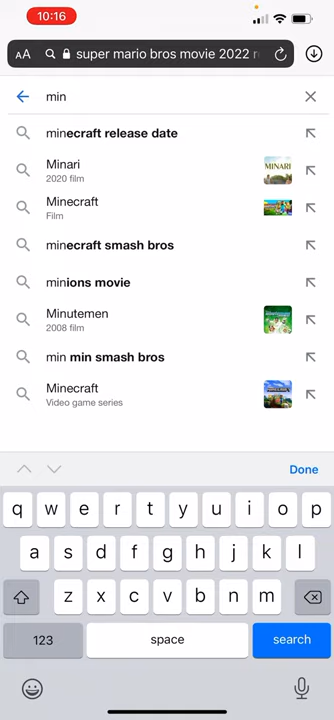 10:16
AA super mario bros movie 2022 r
min
minecraft release date
Minari
2020 film
MINARI
Minecraft
Film
minecraft smash bros
minions movie
Minutemen
2008 film
min min smash bros
Minecraft
Video game series
Done
q w e r t y u i o p
a s d f g h j k l
z x c v b n m
123 space search